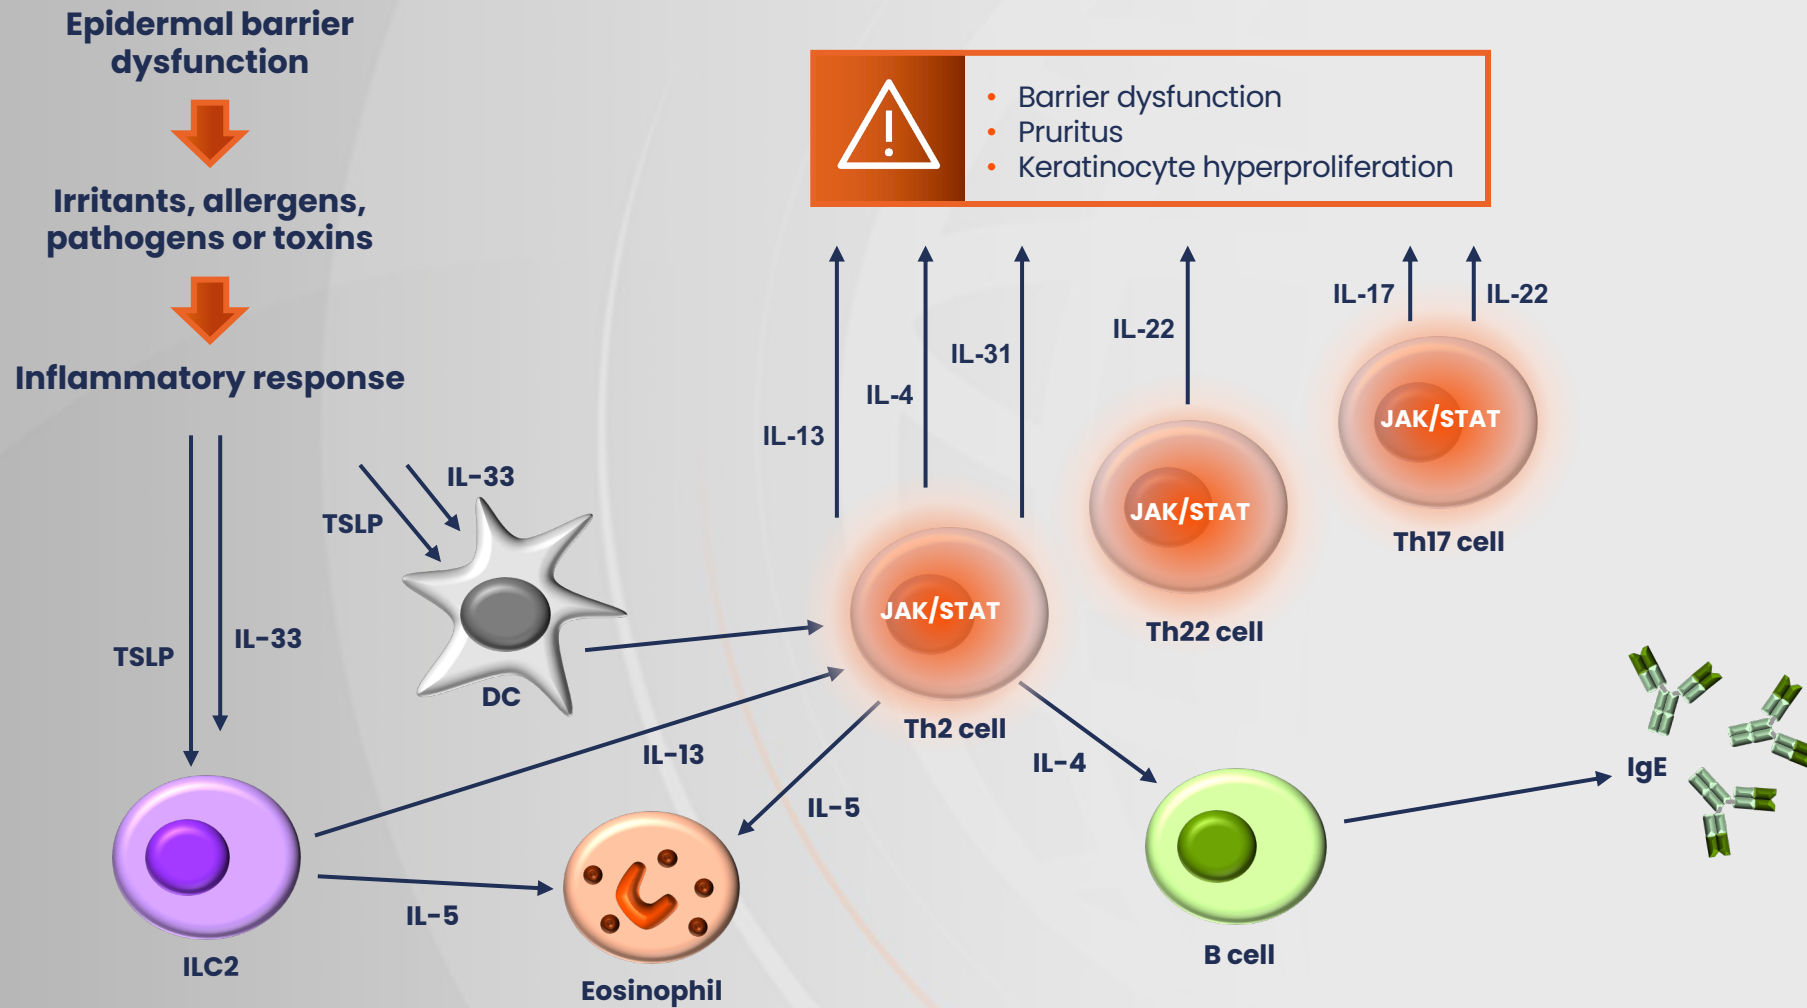 Epidermal barrier
dysfunction
Irritants, allergens,
pathogens or toxins
Inflammatory response
• Barrier dysfunction
• Pruritus
• Keratinocyte hyperproliferation
IL-17
IL-22
IL-22
IL-31
IL-4
IL-13
JAK/STAT
Th17 cell
JAK/STAT
Th22 cell
JAK/STAT
Th2 cell
IL-33
TSLP
DC
TSLP
IL-33
IL-13
IL-5
IL-4
IgE
IL-5
ILC2
Eosinophil
B cell